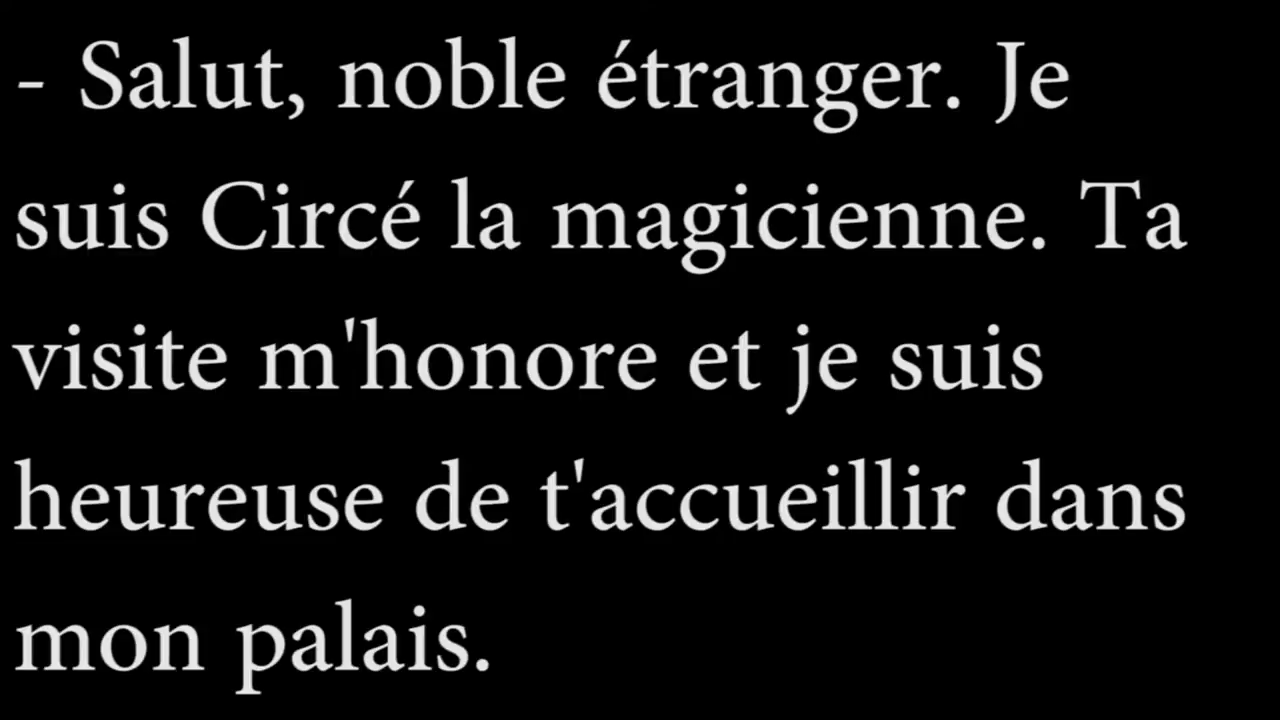 - Salut, noble étranger. Je
suis Circé la magicienne. Ta
visite m'honore et je suis
heureuse de t'accueillir dans
mon palais.